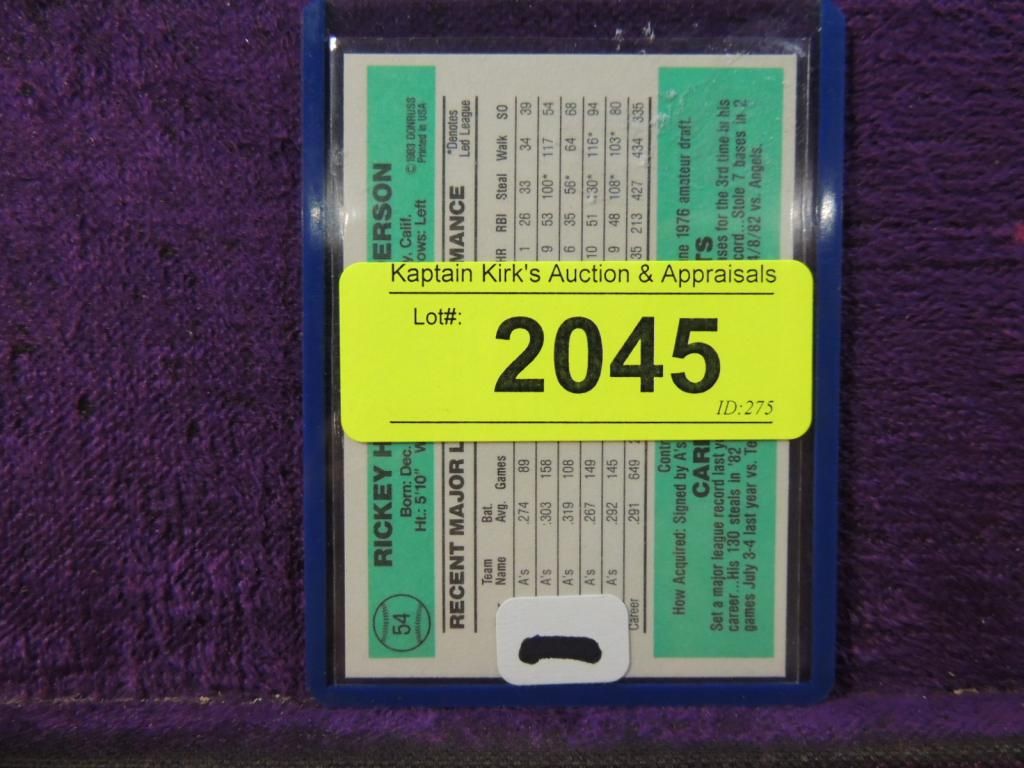 Kaptain Kirk's Auction & Appraisals
Lot#:
2045
ID:275
54
RICKEY H ERSON
© 1983 DONRUSS
Printed in USA
Born: Dec. y, Calif.
Ht.: 5'10" W ows: Left
RECENT MAJOR L MANCE
*Denotes
Led League
Team Name Bat. Avg. Games HR RBI Steal Walk SO
A's .274 89 1 26 33 34 39
A's .303 158 9 53 100* 117 54
A's .319 108 6 35 56* 64 68
A's .267 149 10 51 130* 116* 94
A's .292 145 9 48 108* 103* 80
Career .291 649 35 213 427 434 335
Contr
How Acquired: Signed by A's ne 1976 amateur draft.
CARE TS
Set a major league record last y ases for the 3rd time in his
career...His 130 steals in '82 cord...Stole 7 bases in 2
games July 3-4 last year vs. Te 4/8/82 vs. Angels.